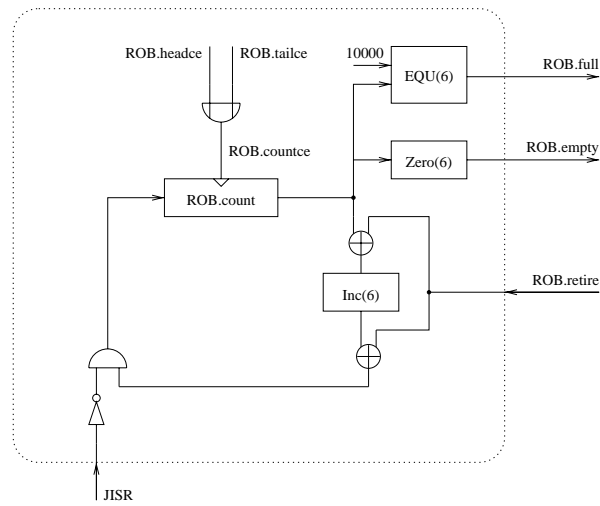 ROB.headce ROB.tailce
10000
EQU(6)
ROB.full
ROB.countce
Zero(6)
ROB.empty
ROB.count
Inc(6)
ROB.retire
JISR